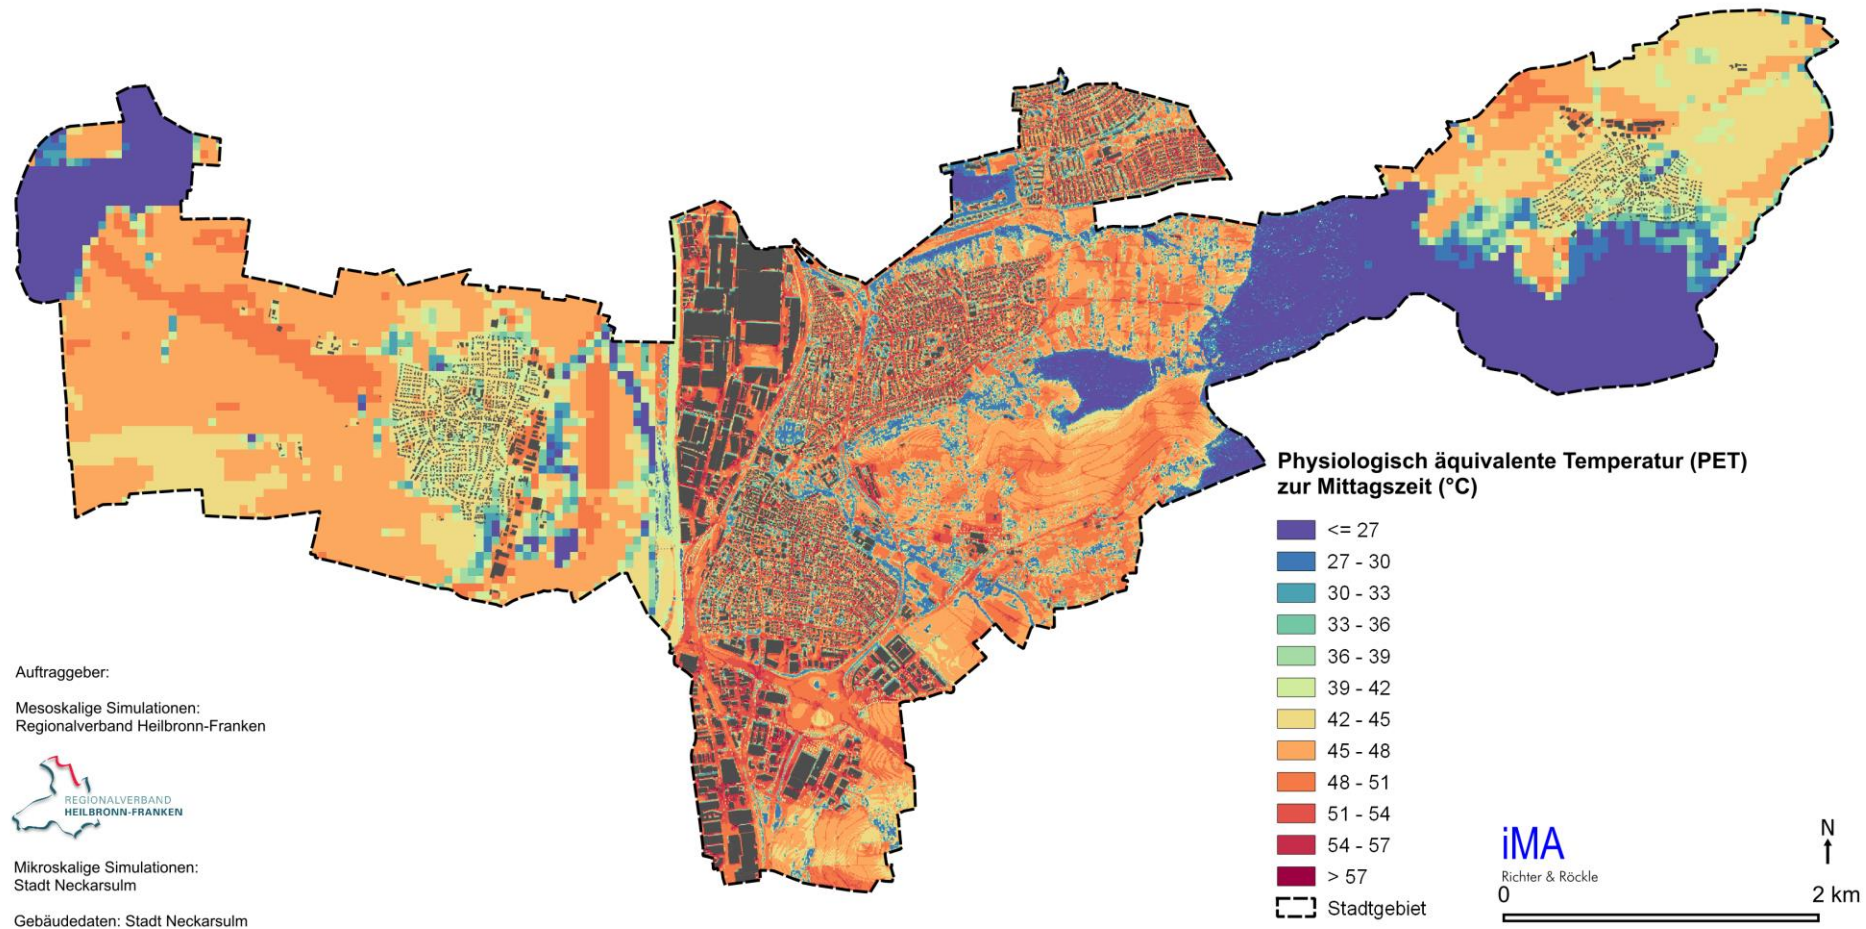 Physiologisch äquivalente Temperatur (PET)
zur Mittagszeit (°C)
<= 27
27 - 30
30 - 33
33 - 36
36 - 39
39 - 42
42 - 45
45 - 48
48 - 51
51 - 54
54 - 57
> 57
Stadtgebiet
Auftraggeber:
Mesoskalige Simulationen:
Regionalverband Heilbronn-Franken
REGIONALVERBAND
HEILBRONN-FRANKEN
Mikroskalige Simulationen:
Stadt Neckarsulm
Gebäudedaten: Stadt Neckarsulm
iMA
Richter & Röckle
N
0 2 km